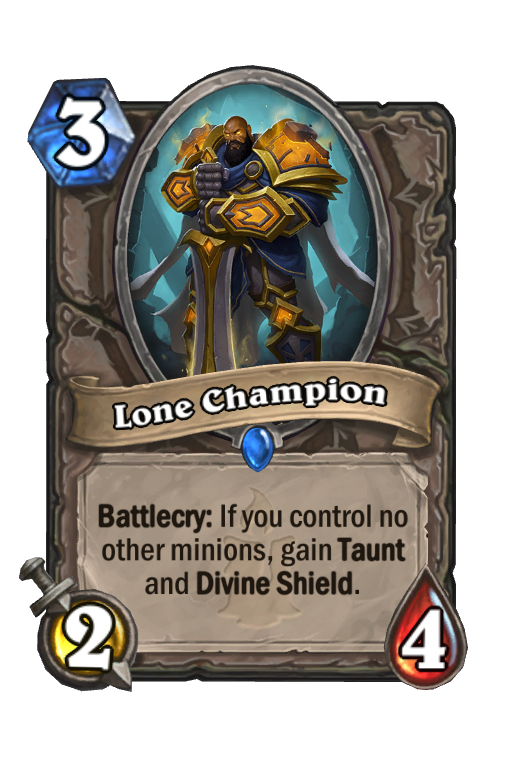 3
Lone Champion
Battlecry: If you control no
other minions, gain Taunt
and Divine Shield.
2
4